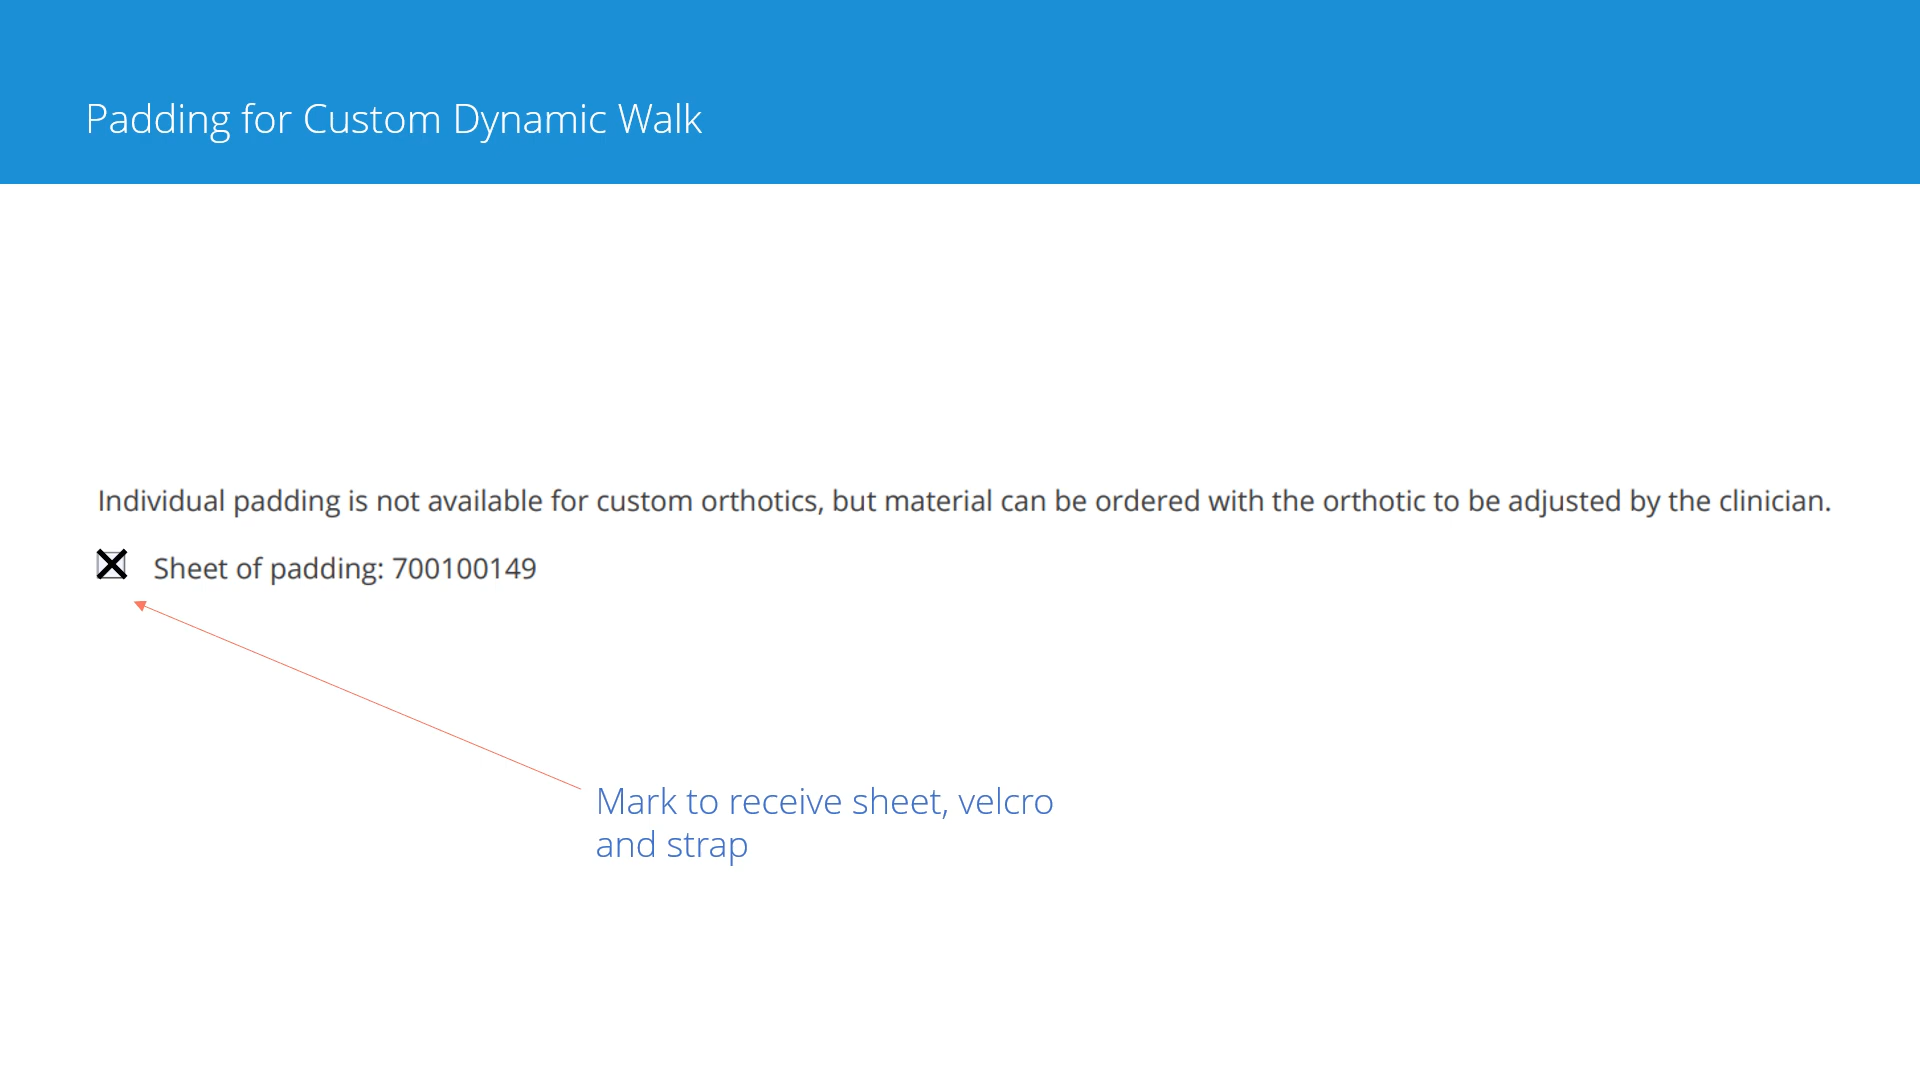 Padding for Custom Dynamic Walk
Individual padding is not available for custom orthotics, but material can be ordered with the orthotic to be adjusted by the clinician.
Sheet of padding: 700100149
Mark to receive sheet, velcro
and strap